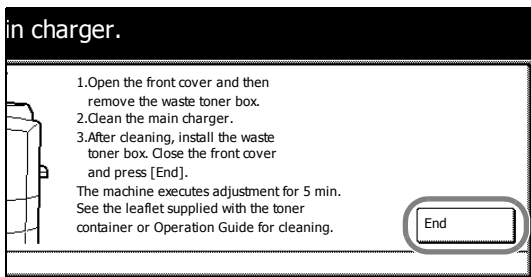 in charger.
1.Open the front cover and then
remove the waste toner box.
2.Clean the main charger.
3.After cleaning, install the waste
toner box. Close the front cover
and press [End].
The machine executes adjustment for 5 min.
See the leaflet supplied with the toner
container or Operation Guide for cleaning.
End